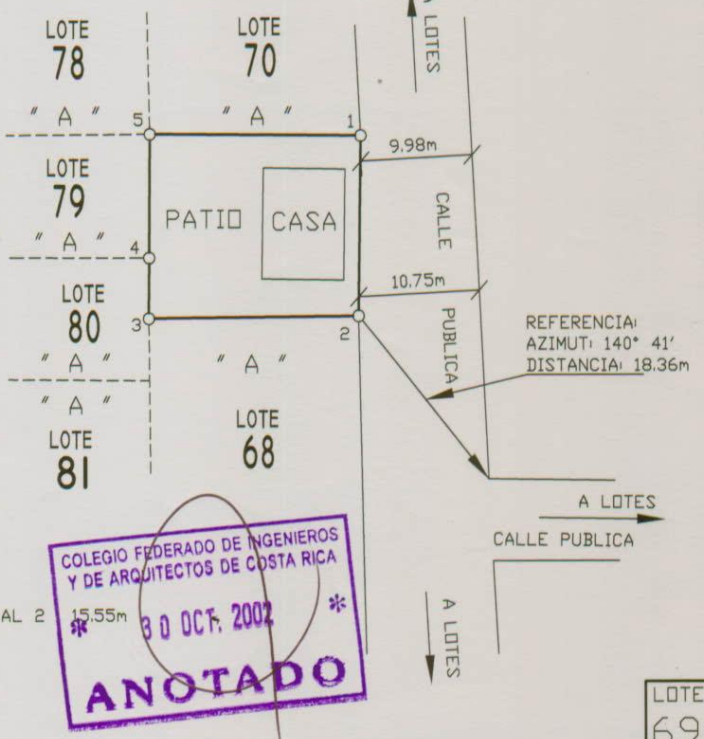 A LOTES
LOTE
78
LOTE
70
" A "
" A "
5
1
9.98m
LOTE
79
PATIO
CASA
CALLE
PUBLICA
" A "
4
10.75m
LOTE
80
3
2
REFERENCIA:
AZIMUT: 140° 41'
DISTANCIA: 18.36m
" A "
" A "
" A "
LOTE
81
LOTE
68
A LOTES
CALLE PUBLICA
COLEGIO FEDERADO DE INGENIEROS
Y DE ARQUITECTOS DE COSTA RICA
AL 2 15.55m
* 30 OCT. 2002 *
ANOTADO
A LOTES
LOTE
69